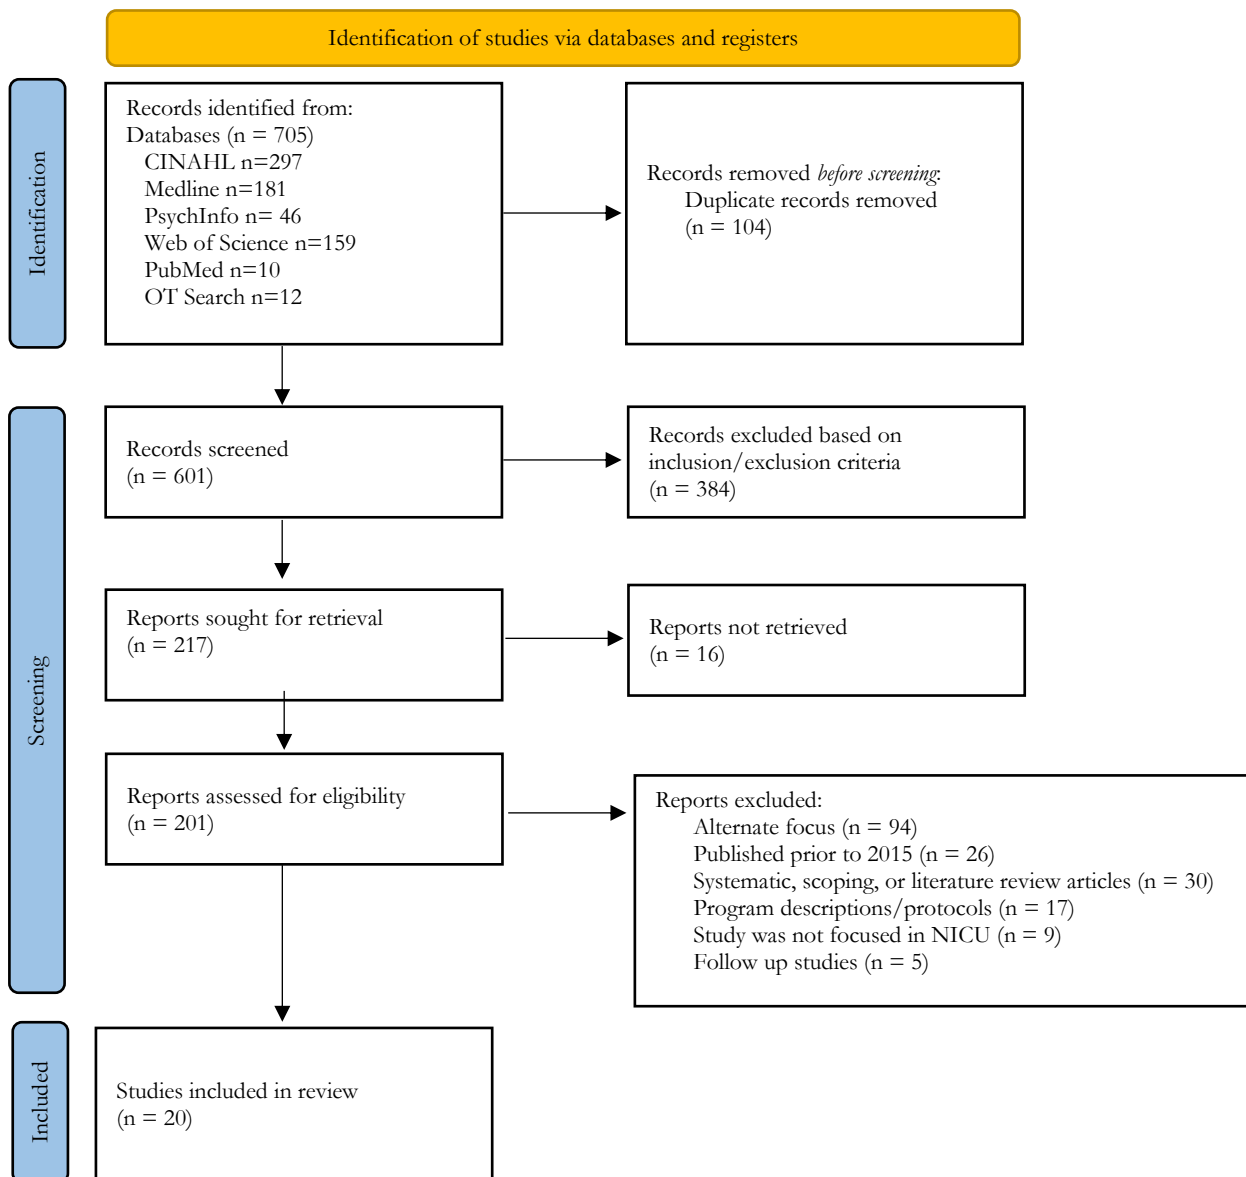 Identification of studies via databases and registers
Identification
Records identified from:
Databases (n = 705)
CINAHL n=297
Medline n=181
PsychInfo n= 46
Web of Science n=159
PubMed n=10
OT Search n=12
Records removed before screening:
Duplicate records removed
(n = 104)
Screening
Records screened
(n = 601)
Records excluded based on
inclusion/exclusion criteria
(n = 384)
Reports sought for retrieval
(n = 217)
Reports not retrieved
(n = 16)
Reports assessed for eligibility
(n = 201)
Reports excluded:
Alternate focus (n = 94)
Published prior to 2015 (n = 26)
Systematic, scoping, or literature review articles (n = 30)
Program descriptions/protocols (n = 17)
Study was not focused in NICU (n = 9)
Follow up studies (n = 5)
Included
Studies included in review
(n = 20)